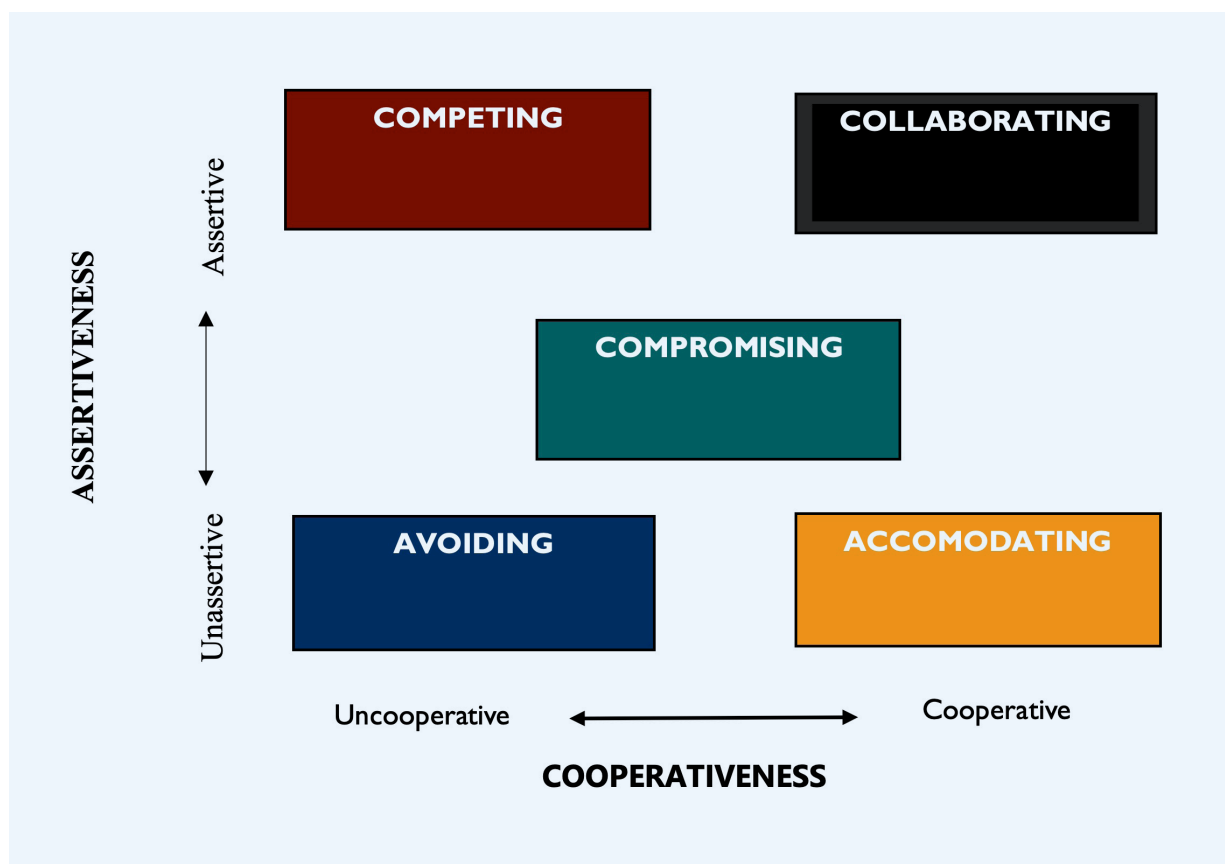 COMPETING
COLLABORATING
Assertive
ASSERTIVENESS
COMPROMISING
Unassertive
AVOIDING
ACCOMODATING
Uncooperative
Cooperative
COOPERATIVENESS